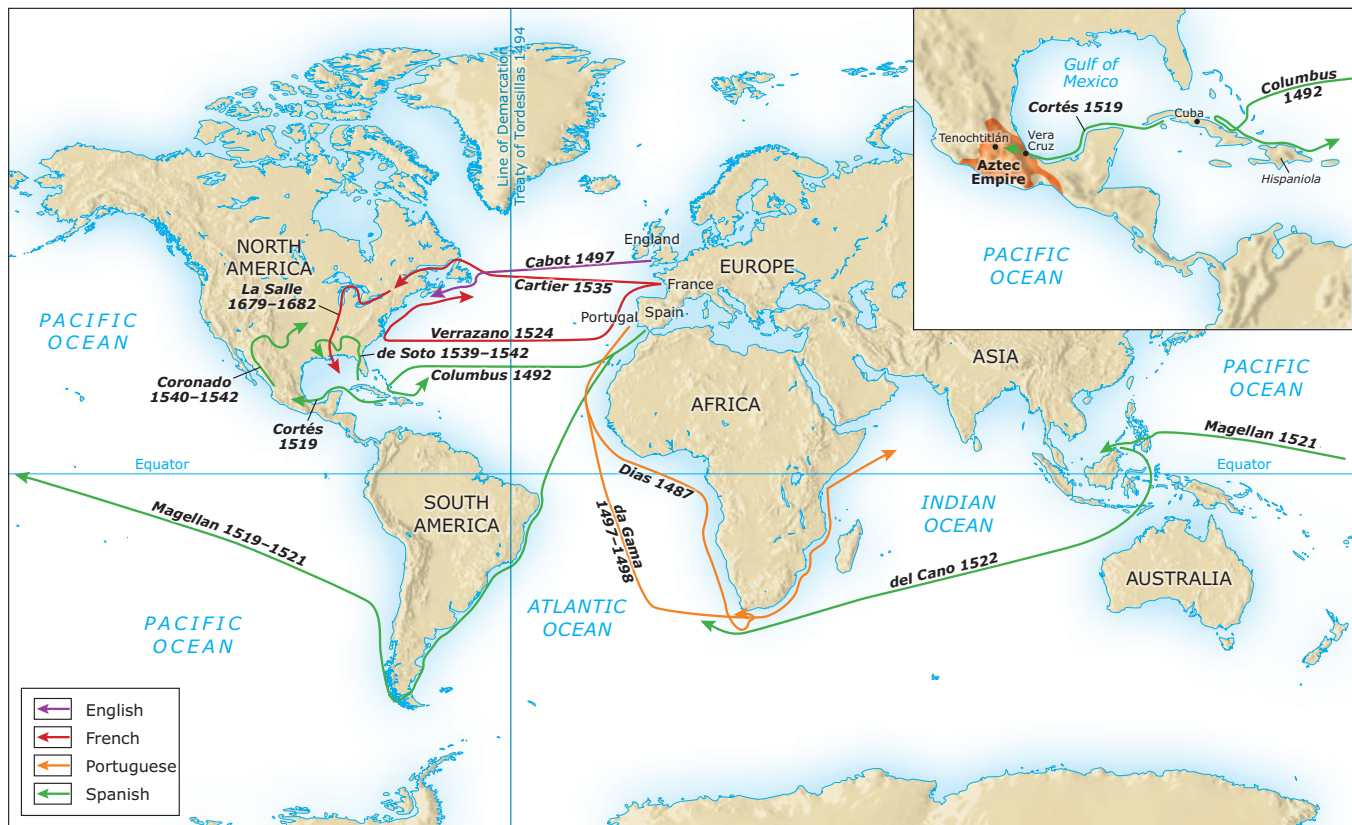 Line of Demarcation
Treaty of Tordesillas 1494
NORTH
AMERICA
La Salle
1679–1682
PACIFIC
OCEAN
Coronado
1540–1542
Cortés
1519
de Soto 1539–1542
Columbus 1492
Verrazano 1524
Cartier 1535
Cabot 1497
England
France
Portugal
Spain
EUROPE
ASIA
AFRICA
PACIFIC
OCEAN
Magellan 1521
Equator
Equator
SOUTH
AMERICA
Magellan 1519–1521
Dias 1487
da Gama
1497–1498
INDIAN
OCEAN
del Cano 1522
AUSTRALIA
ATLANTIC
OCEAN
PACIFIC
OCEAN
English
French
Portuguese
Spanish
Gulf of
Mexico
Columbus
1492
Cortés 1519
Cuba
Tenochtitlán
Vera
Cruz
Aztec
Empire
Hispaniola
PACIFIC
OCEAN